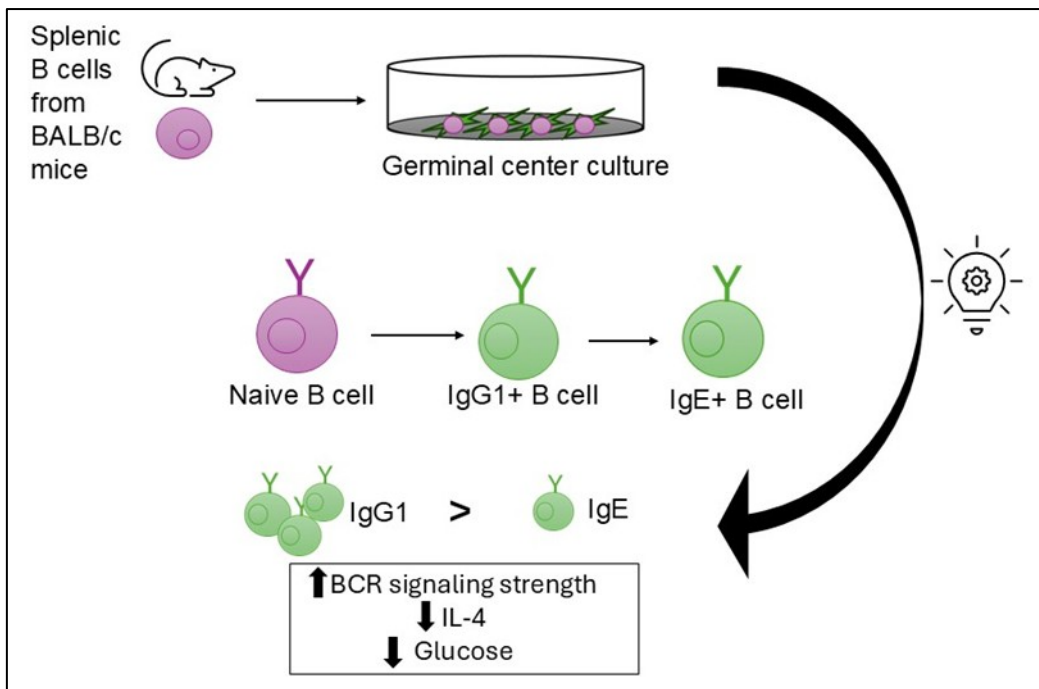 Splenic
B cells
from
BALB/c
mice
Germinal center culture
Naive B cell
IgG1+ B cell
IgE+ B cell
IgG1 > IgE
BCR signaling strength
IL-4
Glucose